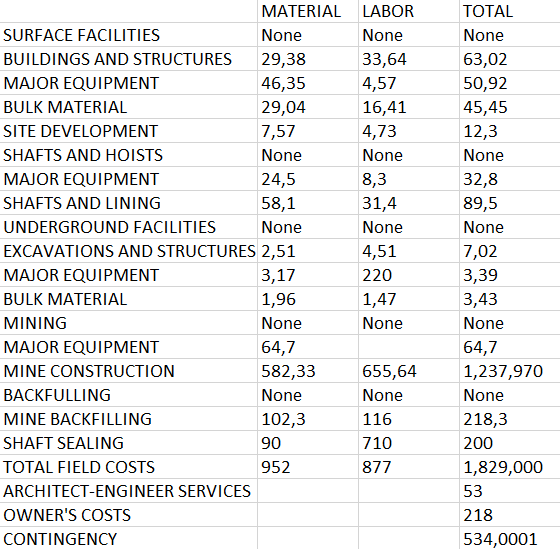 MATERIAL LABOR TOTAL
SURFACE FACILITIES None None None
BUILDINGS AND STRUCTURES 29,38 33,64 63,02
MAJOR EQUIPMENT 46,35 4,57 50,92
BULK MATERIAL 29,04 16,41 45,45
SITE DEVELOPMENT 7,57 4,73 12,3
SHAFTS AND HOISTS None None None
MAJOR EQUIPMENT 24,5 8,3 32,8
SHAFTS AND LINING 58,1 31,4 89,5
UNDERGROUND FACILITIES None None None
EXCAVATIONS AND STRUCTURES 2,51 4,51 7,02
MAJOR EQUIPMENT 3,17 220 3,39
BULK MATERIAL 1,96 1,47 3,43
MINING None None None
MAJOR EQUIPMENT 64,7 64,7
MINE CONSTRUCTION 582,33 655,64 1,237,970
BACKFULLING None None None
MINE BACKFILLING 102,3 116 218,3
SHAFT SEALING 90 710 200
TOTAL FIELD COSTS 952 877 1,829,000
ARCHITECT-ENGINEER SERVICES 53
OWNER'S COSTS 218
CONTINGENCY 534,0001